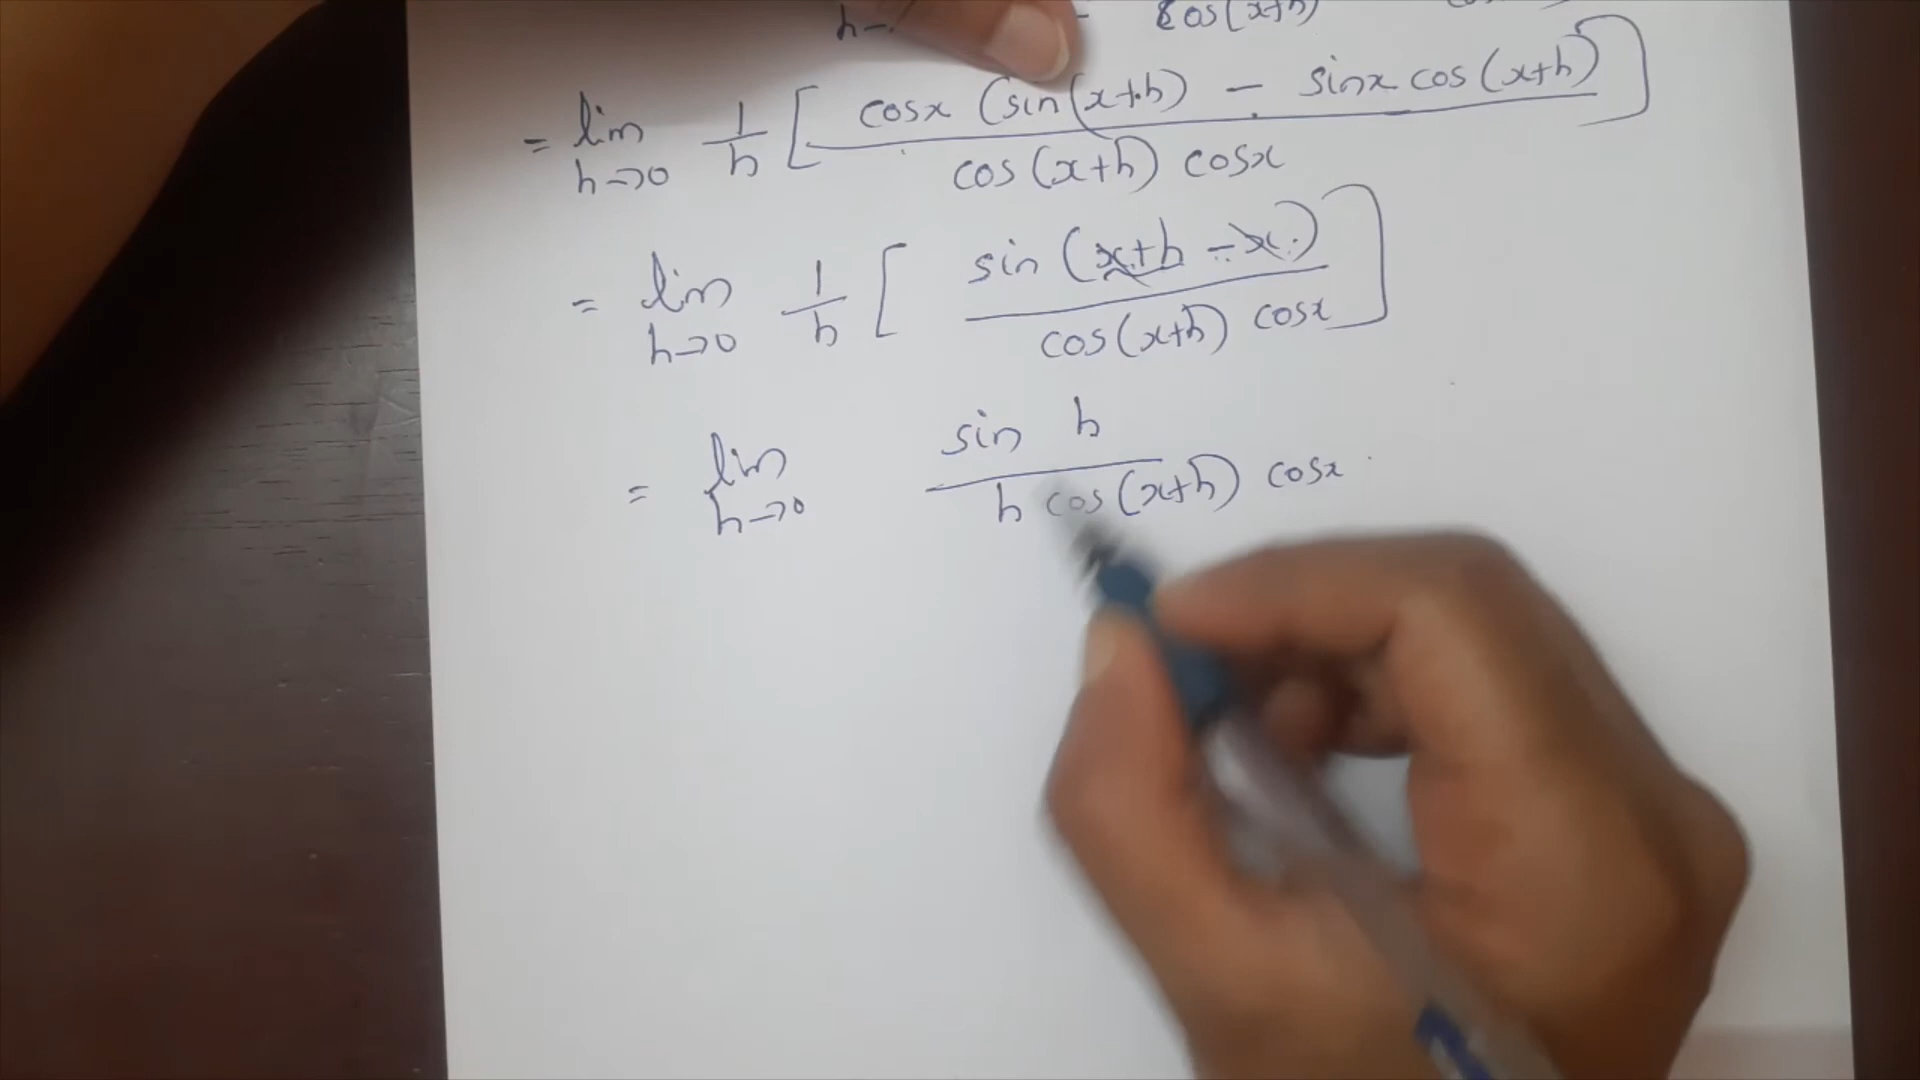 h→ cos(x+h)
= lim h→0 1/h [ cosx (sin(x+h) - sinx cos(x+h) / cos(x+h) cosx ]
= lim h→0 1/h [ sin (x+h -x) / cos(x+h) cosx ]
= lim h→0 sin h / h cos(x+h) cosx